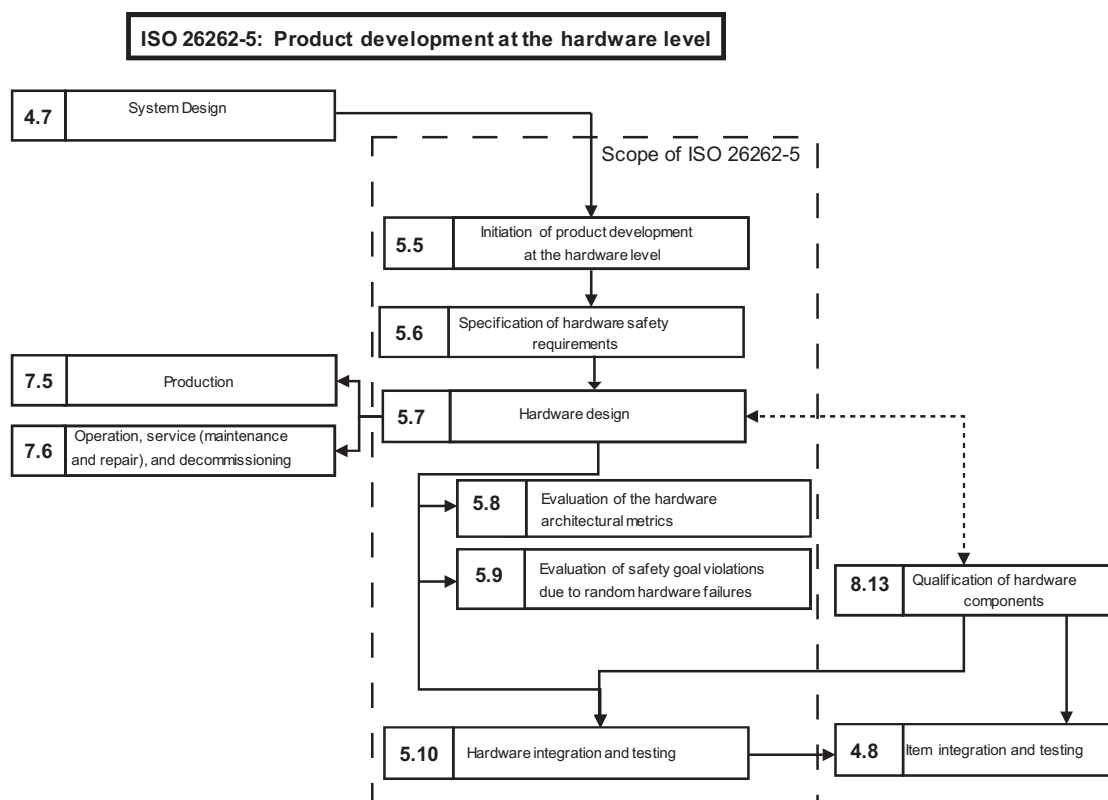 ISO 26262-5: Product development at the hardware level
4.7
System Design
Scope of ISO 26262-5
5.5
Initiation of product development
at the hardware level
5.6
Specification of hardware safety
requirements
7.5
Production
5.7
Hardware design
7.6
Operation, service (maintenance
and repair), and decommissioning
5.8
Evaluation of the hardware
architectural metrics
5.9
Evaluation of safety goal violations
due to random hardware failures
8.13
Qualification of hardware
components
5.10
Hardware integration and testing
4.8
Item integration and testing